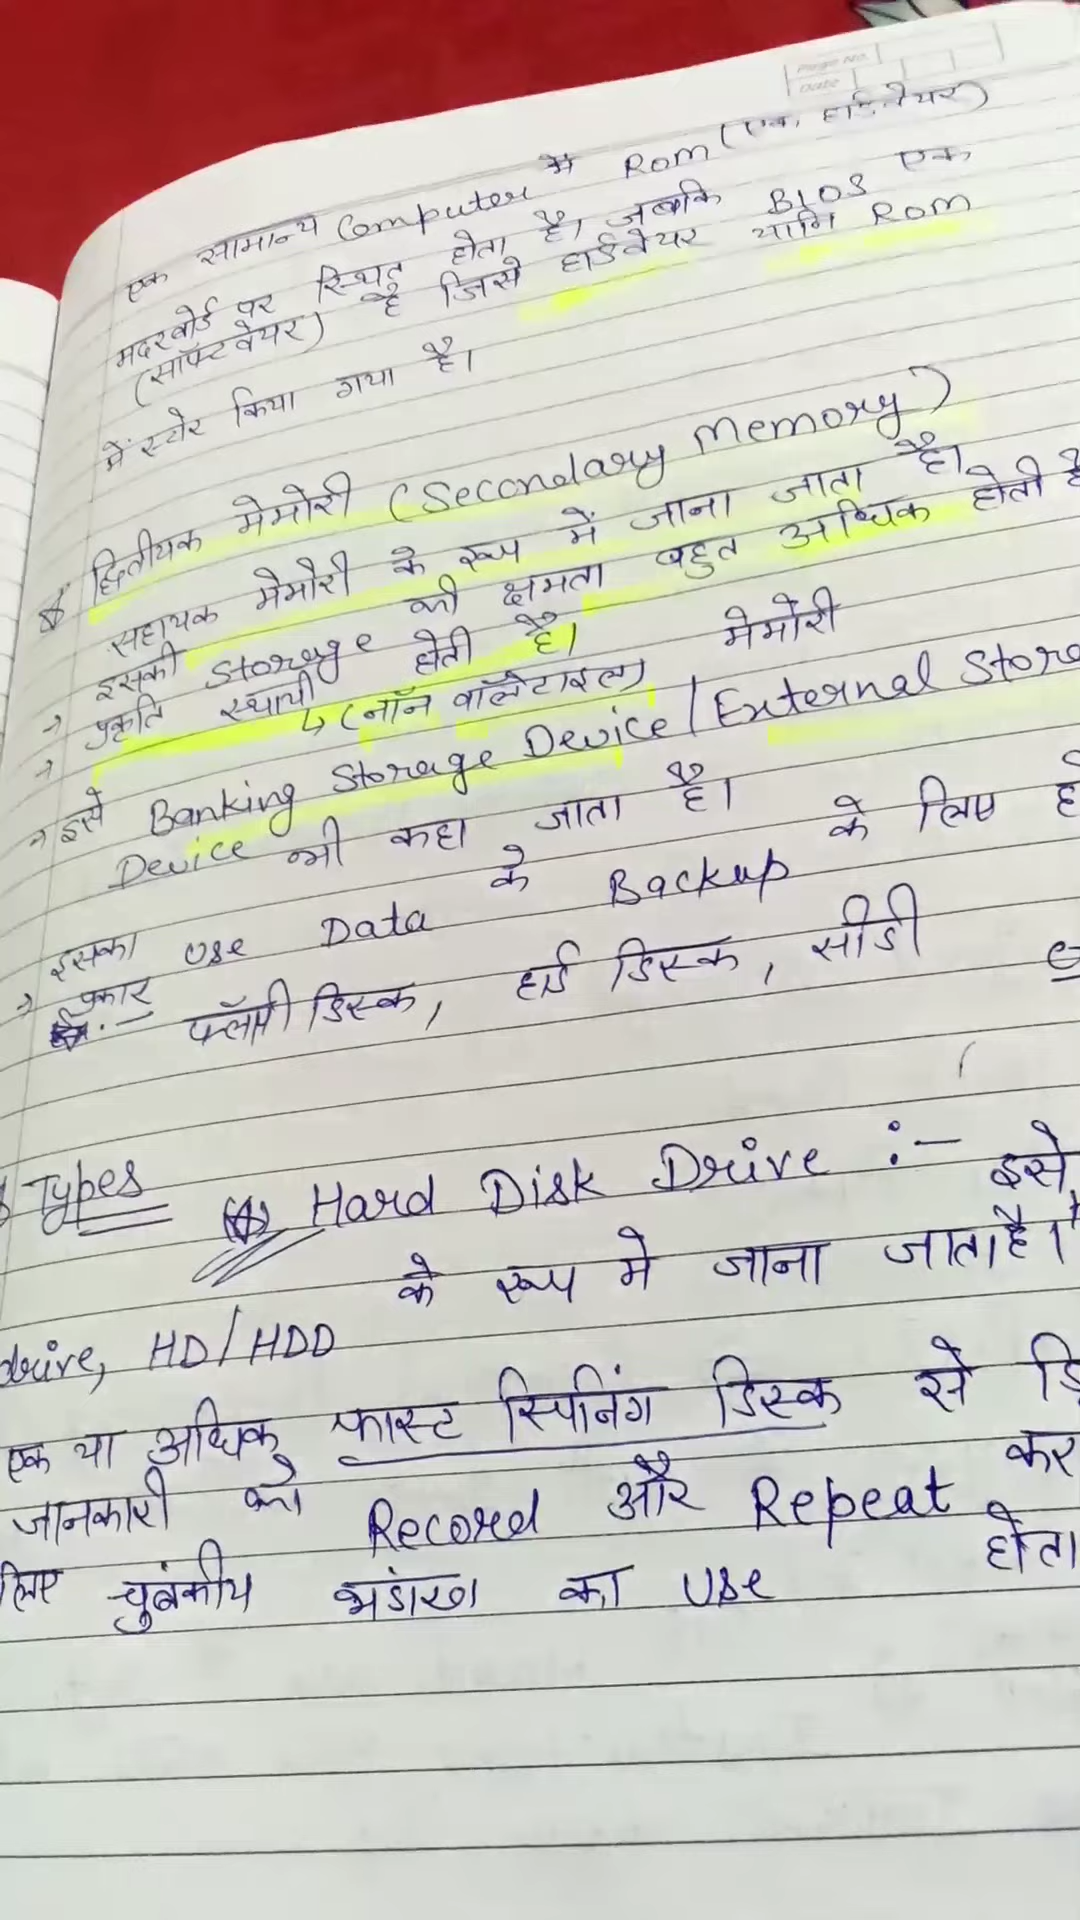 Page No.
Date
एक सामान्य Computer में Rom (एक हार्डवेयर)
मदरबोर्ड पर स्थित होता है। जबकि BIOS एक
(सॉफ्टवेयर) है जिसे हार्डवेयर यानि Rom
में स्टोर किया गया है।
द्वितीयक मेमोरी (Secondary Memory)
सहायक मेमोरी के रूप में जाना जाता है।
→ इसकी Storage की क्षमता बहुत अधिक होती है
→ प्रकृति स्थायी होती है।
↳ (नॉन वॉलेटाइल) मेमोरी
→ इसे Banking Storage Device / External Stora
Device भी कहा जाता है।
इसका use Data के Backup के लिए हो
→ प्रकार :- फ्लॉपी डिस्क, हार्ड डिस्क, सीडी
Types Hard Disk Drive :- इसे
के रूप मे जाना जाता है।
drive, HD/HDD
एक या अधिक फास्ट स्पिनिंग डिस्क से डि
जानकारी को Record और Repeat कर
लिए चुबंकीय भडांरण का use होता